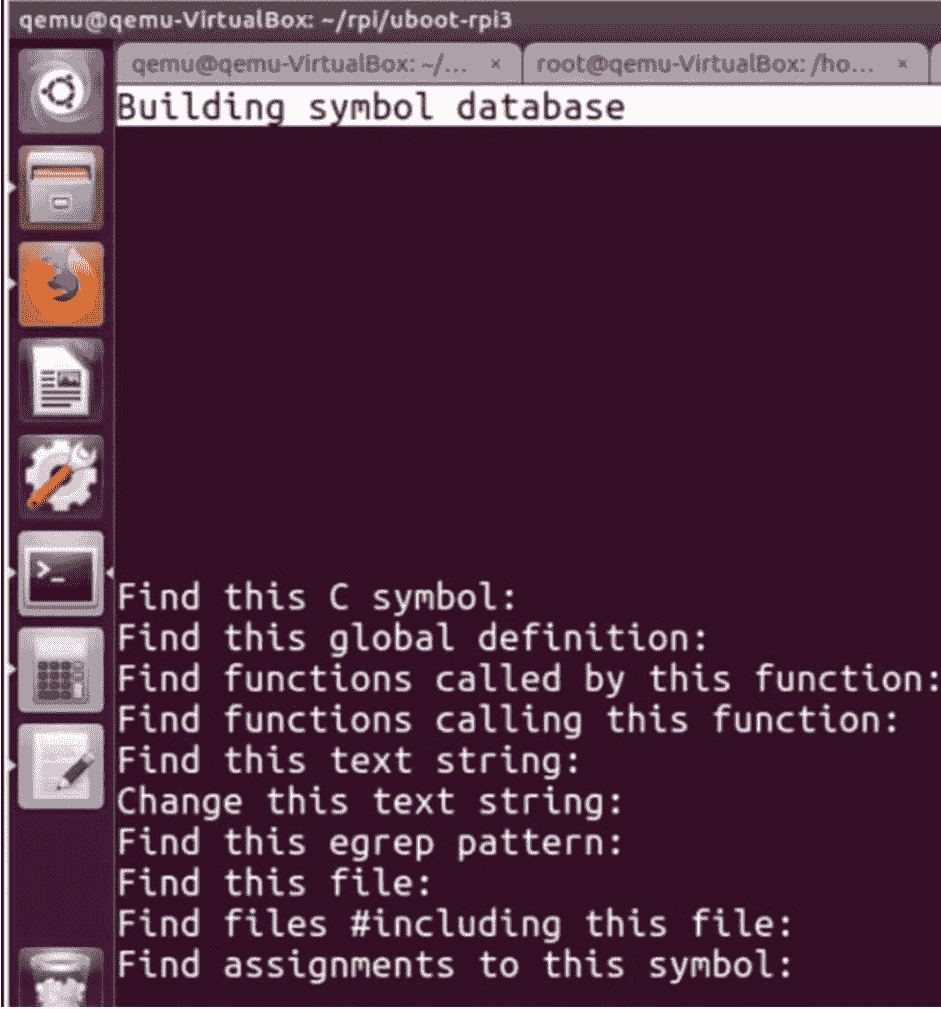 qemu@qemu-VirtualBox: ~/rpi/uboot-rpi3
qemu@qemu-VirtualBox: ~/... × root@qemu-VirtualBox: /ho... ×
Building symbol database
>_
Find this C symbol:
Find this global definition:
Find functions called by this function:
Find functions calling this function:
Find this text string:
Change this text string:
Find this egrep pattern:
Find this file:
Find files #including this file:
Find assignments to this symbol: